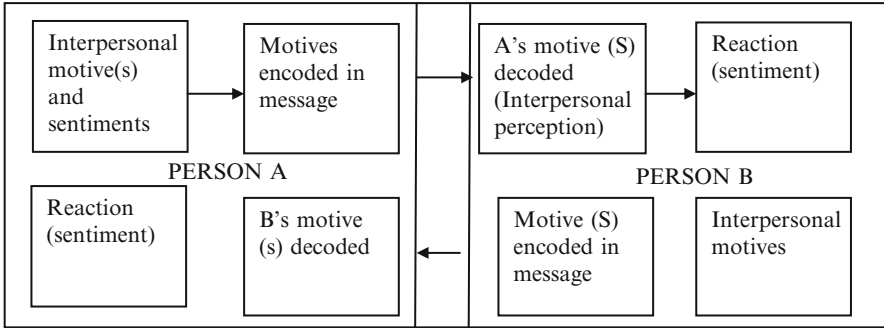 Interpersonal
motive(s)
and
sentiments
Motives
encoded in
message
A's motive (S)
decoded
(Interpersonal
perception)
Reaction
(sentiment)
PERSON A
PERSON B
Reaction
(sentiment)
B's motive
(s) decoded
Motive (S)
encoded in
message
Interpersonal
motives